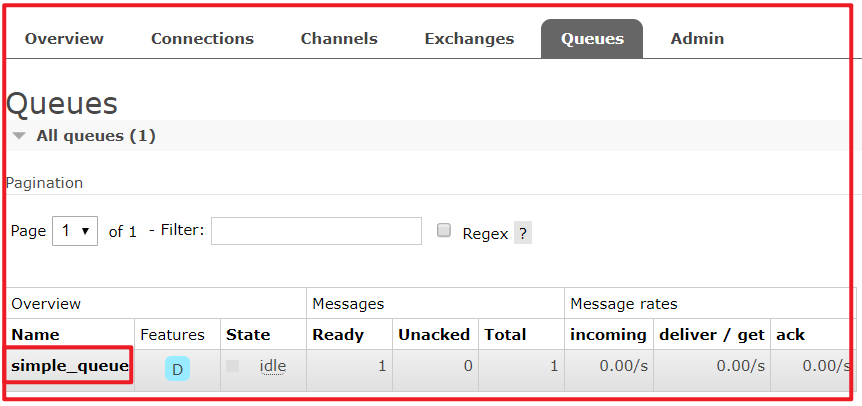 Overview Connections Channels Exchanges Queues Admin
Queues
All queues (1)
Pagination
Page 1 of 1 - Filter: Regex ?
Overview Messages Message rates
Name Features State Ready Unacked Total incoming deliver / get ack
simple_queue D idle 1 0 1 0.00/s 0.00/s 0.00/s